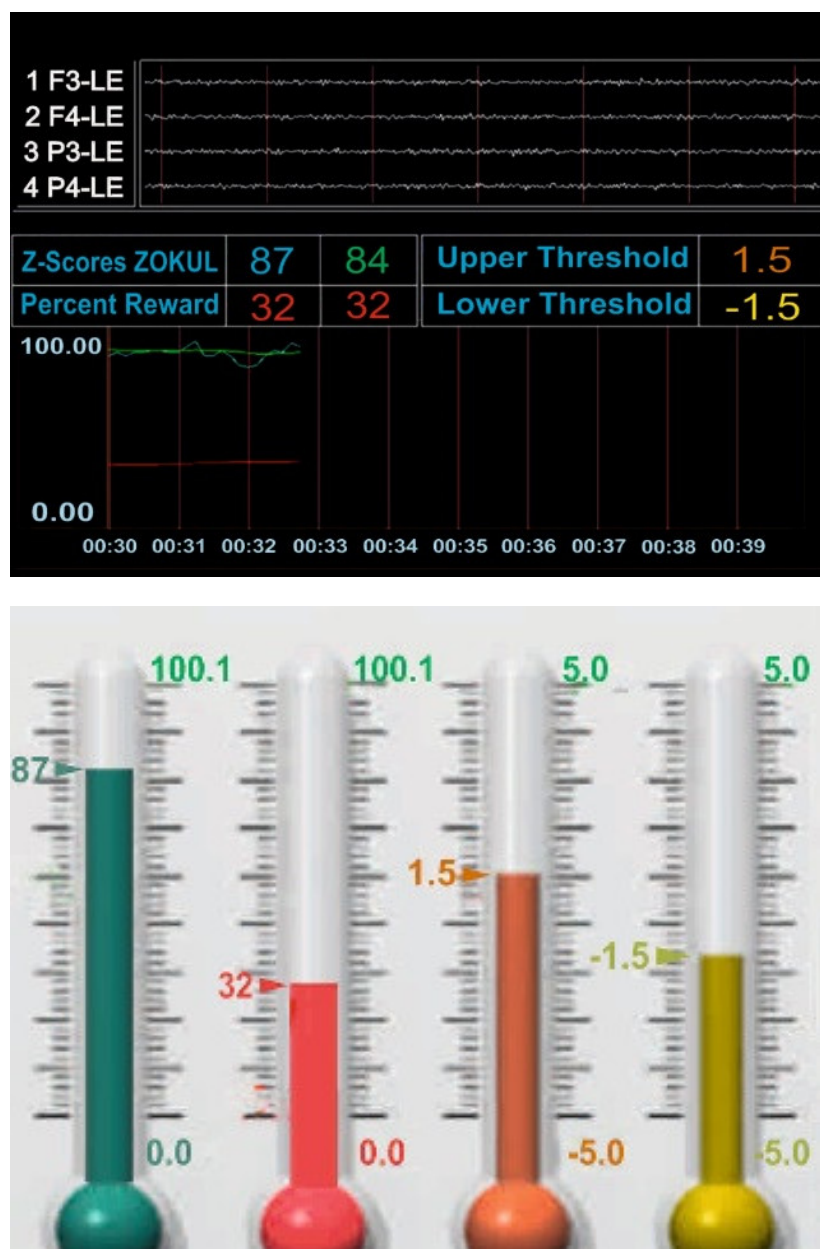 1 F3-LE
2 F4-LE
3 P3-LE
4 P4-LE
Z-Scores ZOKUL 87 84 Upper Threshold 1.5
Percent Reward 32 32 Lower Threshold -1.5
100.00
0.00
00:30 00:31 00:32 00:33 00:34 00:35 00:36 00:37 00:38 00:39
100.1 100.1 5.0 5.0
87
1.5
-1.5
32
0.0 0.0 -5.0 -5.0